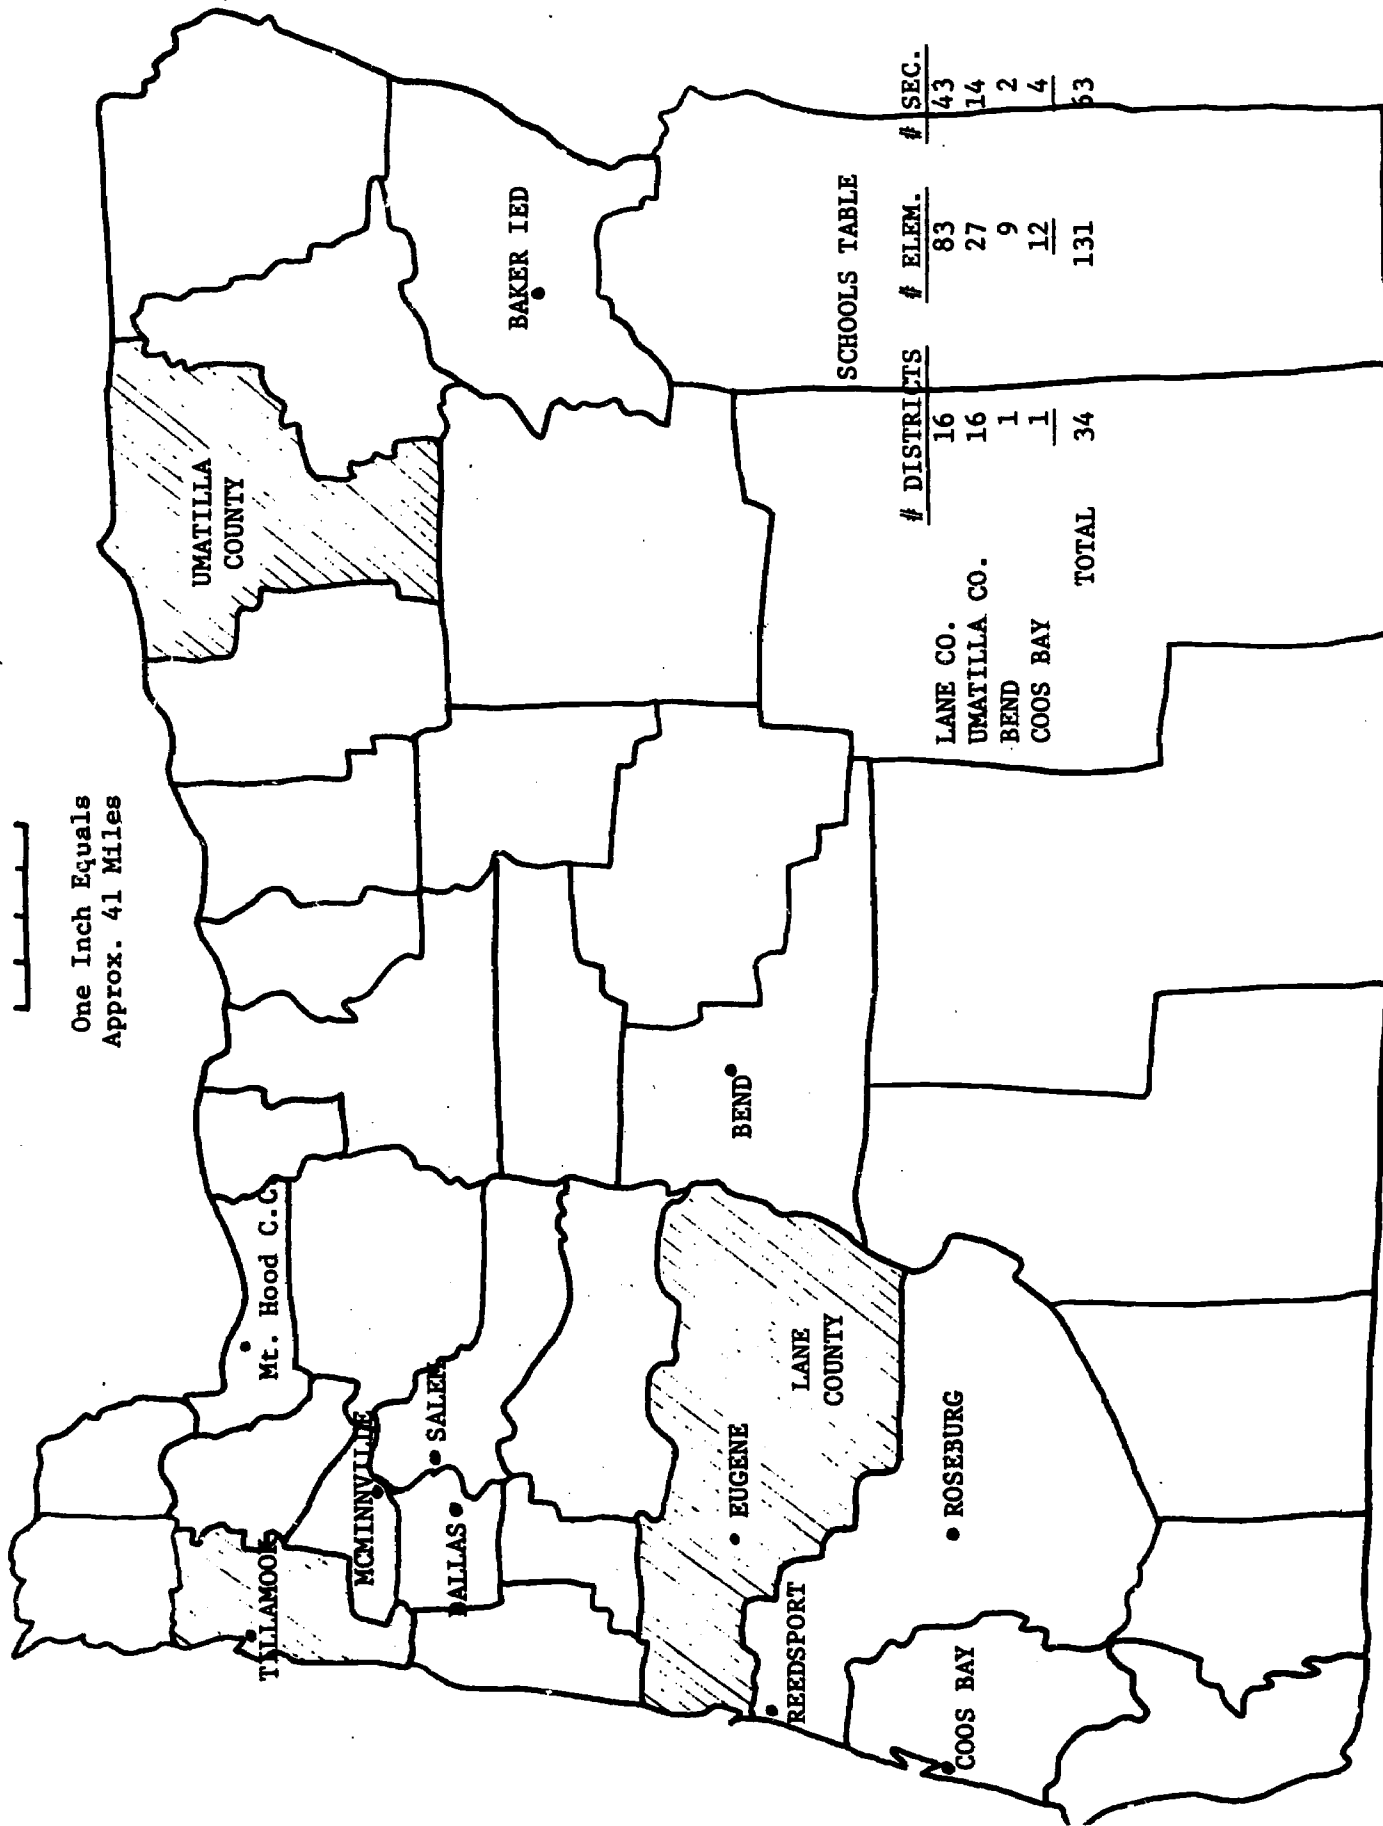 One Inch Equals
Approx. 41 Miles
UMATILLA
COUNTY
BAKER IED
Mt. Hood C.C
TILLAMOOK
MCMINNVILLE
SALEM
DALLAS
BEND
LANE
COUNTY
EUGENE
REEDSPORT
ROSEBURG
COOS BAY
SCHOOLS TABLE
# DISTRICTS # ELEM. # SEC.
LANE CO. 16 83 43
UMATILLA CO. 16 27 14
BEND 1 9 2
COOS BAY 1 12 4
TOTAL 34 131 63